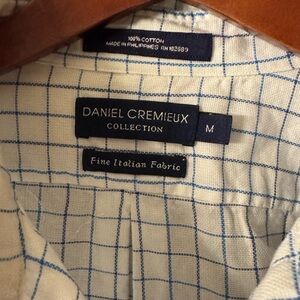 100% COTTON
MADE IN PHILIPPINES RN 102889
DANIEL CREMIEUX
COLLECTION
M
Fine Italian Fabric